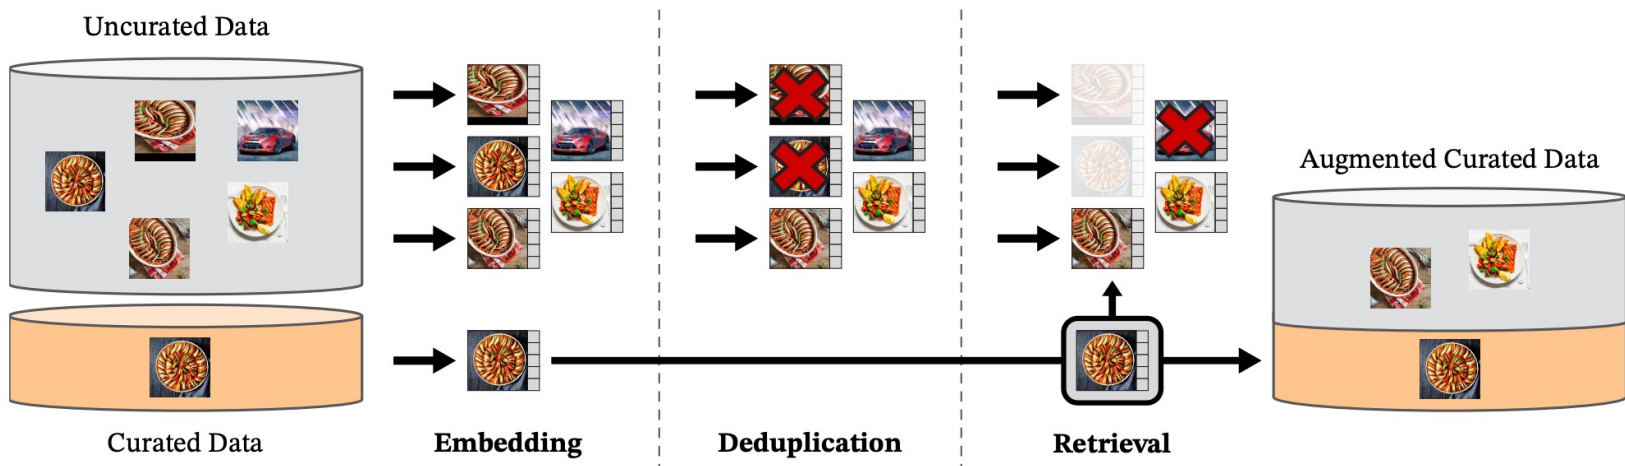 Uncurated Data
Augmented Curated Data
Curated Data
Embedding
Deduplication
Retrieval